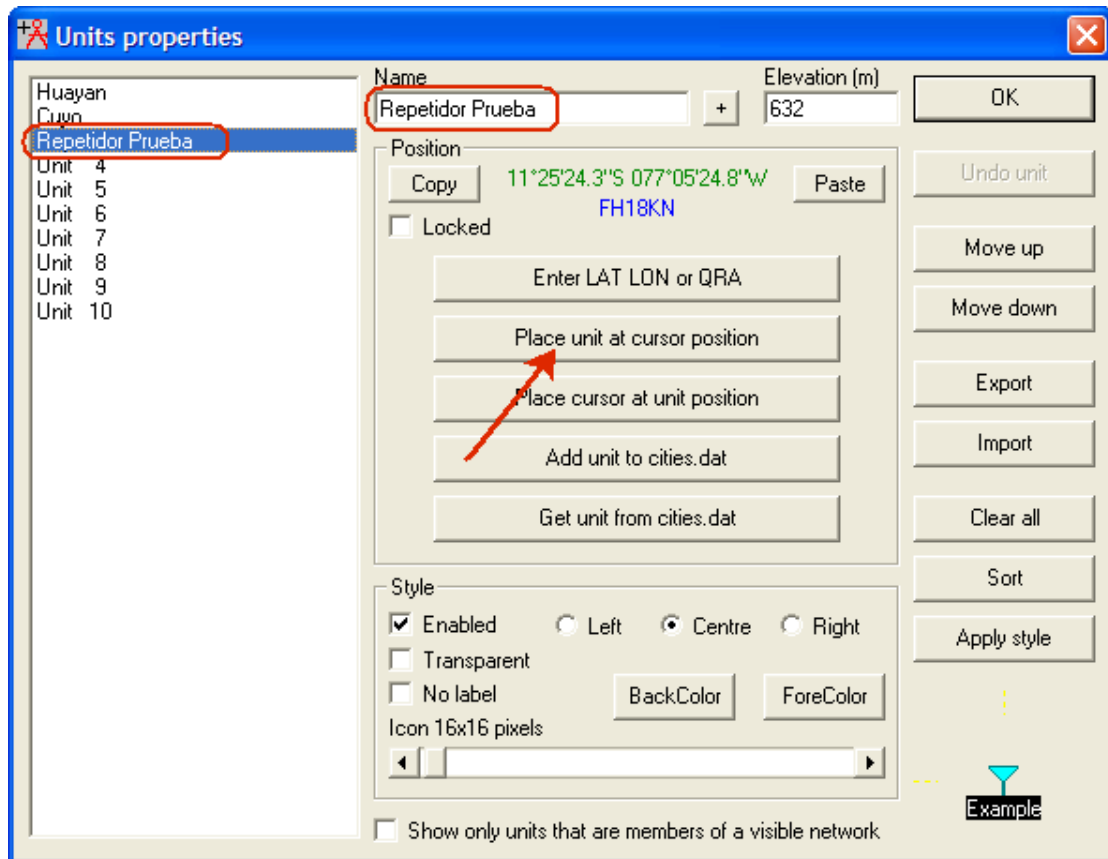 Units properties
Huayan
Cuyo
Repetidor Prueba
Unit 4
Unit 5
Unit 6
Unit 7
Unit 8
Unit 9
Unit 10
Name
Repetidor Prueba
+
Elevation (m)
632
Position
Copy
11°25'24.3"S 077°05'24.8"W
FH18KN
Paste
Locked
Enter LAT LON or QRA
Place unit at cursor position
Place cursor at unit position
Add unit to cities.dat
Get unit from cities.dat
Style
Enabled
Left
Centre
Right
Transparent
No label
BackColor
ForeColor
Icon 16x16 pixels
Show only units that are members of a visible network
OK
Undo unit
Move up
Move down
Export
Import
Clear all
Sort
Apply style
Example